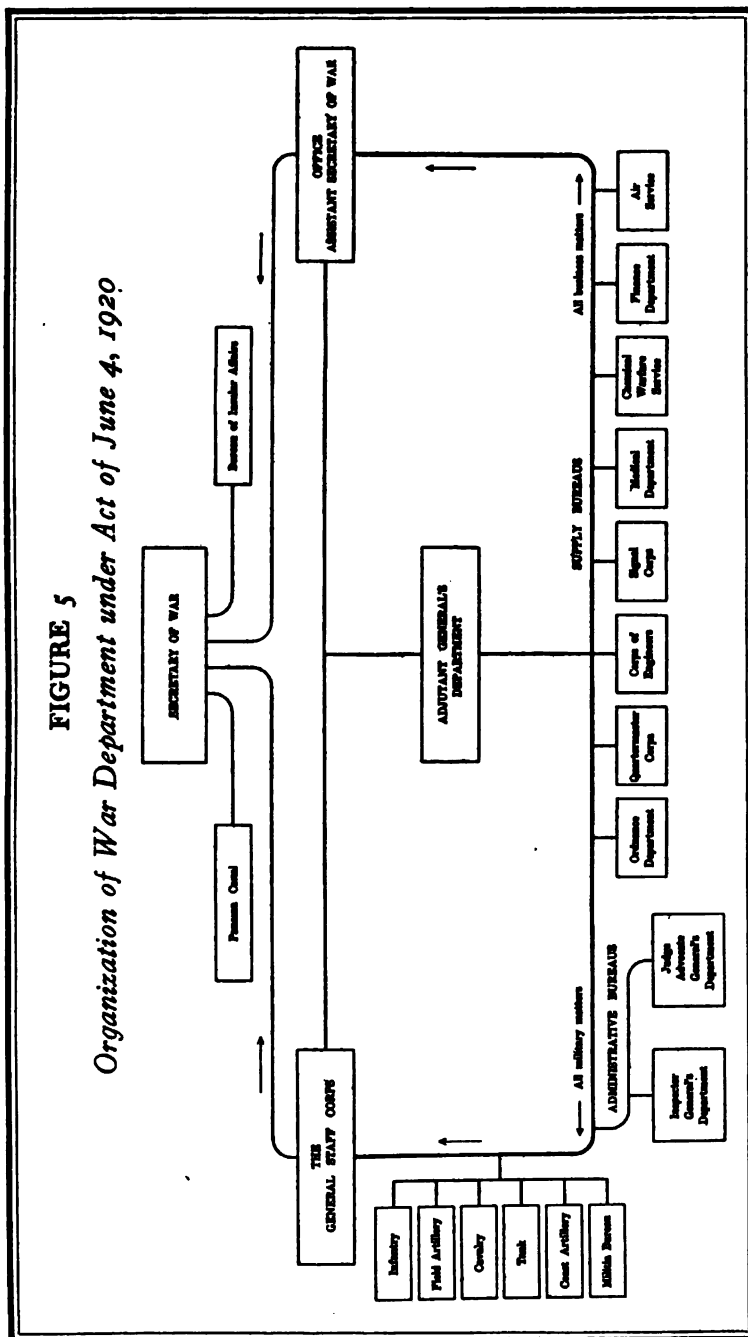 FIGURE 5
Organization of War Department under Act of June 4, 1920
SECRETARY OF WAR
Panama Canal
Bureau of Insular Affairs
THE
GENERAL STAFF CORPS
OFFICE
ASSISTANT SECRETARY OF WAR
ADJUTANT GENERAL'S
DEPARTMENT
Infantry
Field Artillery
Cavalry
Tank
Coast Artillery
Militia Bureau
All military matters
SUPPLY BUREAUS
All business matters
ADMINISTRATIVE BUREAUS
Inspector
General's
Department
Judge
Advocate
General's
Department
Ordnance
Department
Quartermaster
Corps
Corps of
Engineers
Signal
Corps
Medical
Department
Chemical
Warfare
Service
Finance
Department
Air
Service